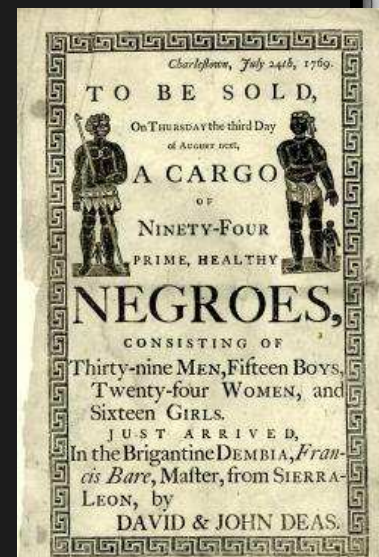 Charlestown, July 24th, 1769.
TO BE SOLD,
On THURSDAY the third Day
of AUGUST next,
A CARGO
OF
NINETY-FOUR
PRIME, HEALTHY
NEGROES,
CONSISTING OF
Thirty-nine MEN, Fifteen BOYS,
Twenty-four WOMEN, and
Sixteen GIRLS.
JUST ARRIVED,
In the Brigantine DEMBIA, Fran-
cis Bare, Maſter, from SIERRA-
LEON, by
DAVID & JOHN DEAS.